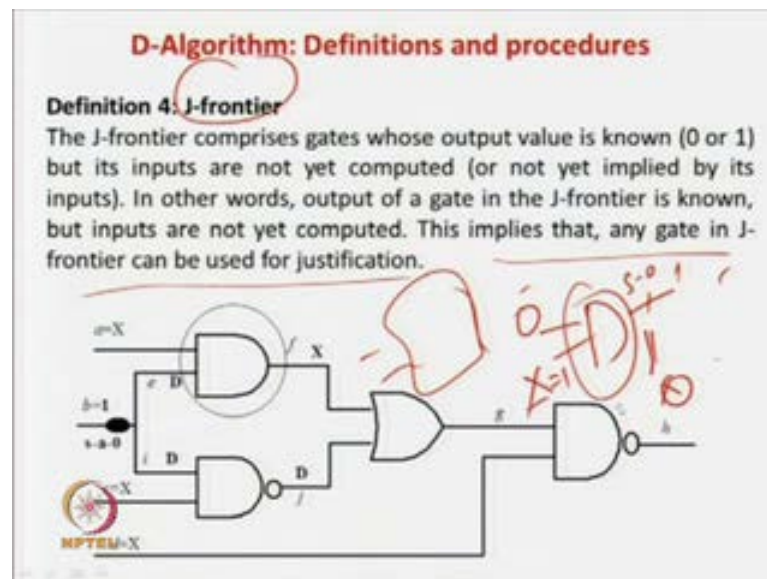 D-Algorithm: Definitions and procedures
Definition 4: J-frontier
The J-frontier comprises gates whose output value is known (0 or 1)
but its inputs are not yet computed (or not yet implied by its
inputs). In other words, output of a gate in the J-frontier is known,
but inputs are not yet computed. This implies that, any gate in J-
frontier can be used for justification.
a=X
f X
e D
b=1
s-a-0
i D
D
g
h
=X
NPTEL
=X
0
X=1
1